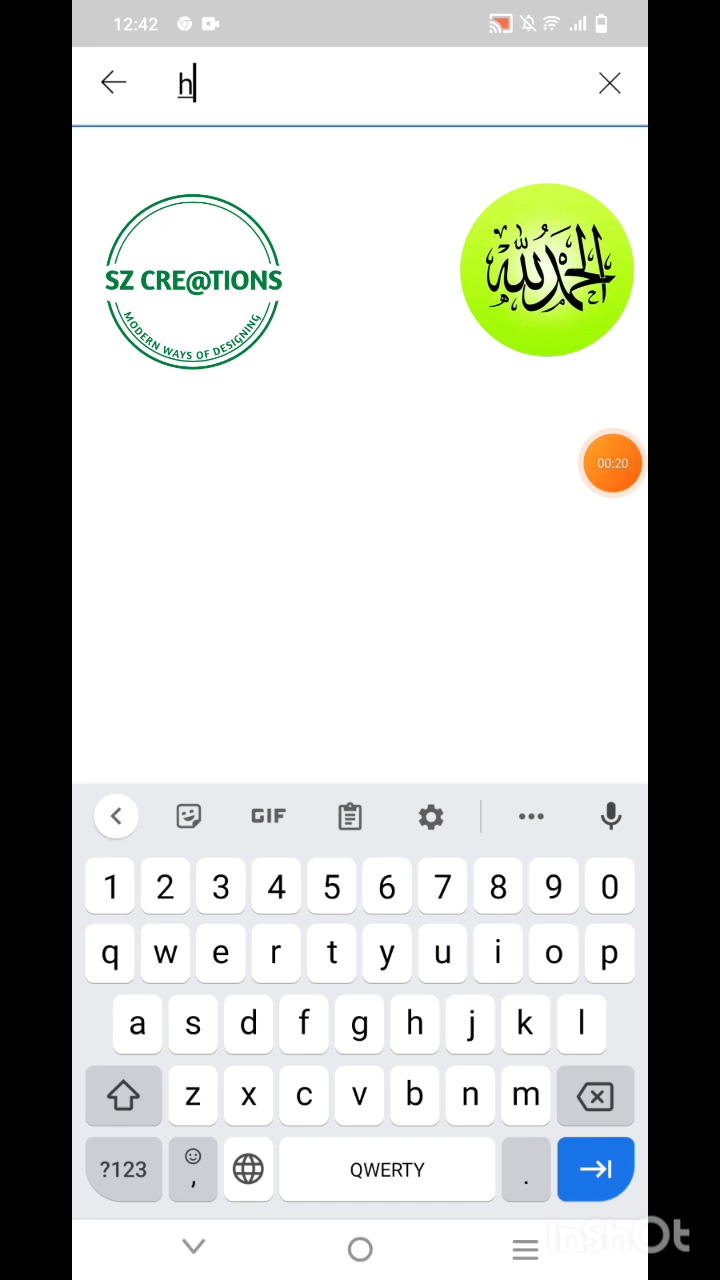 12:42
h
SZ CRE@TIONS
MODERN WAYS OF DESIGNING
الحمد لله
00:20
GIF
1 2 3 4 5 6 7 8 9 0
q w e r t y u i o p
a s d f g h j k l
z x c v b n m
?123 , QWERTY .
InShOt